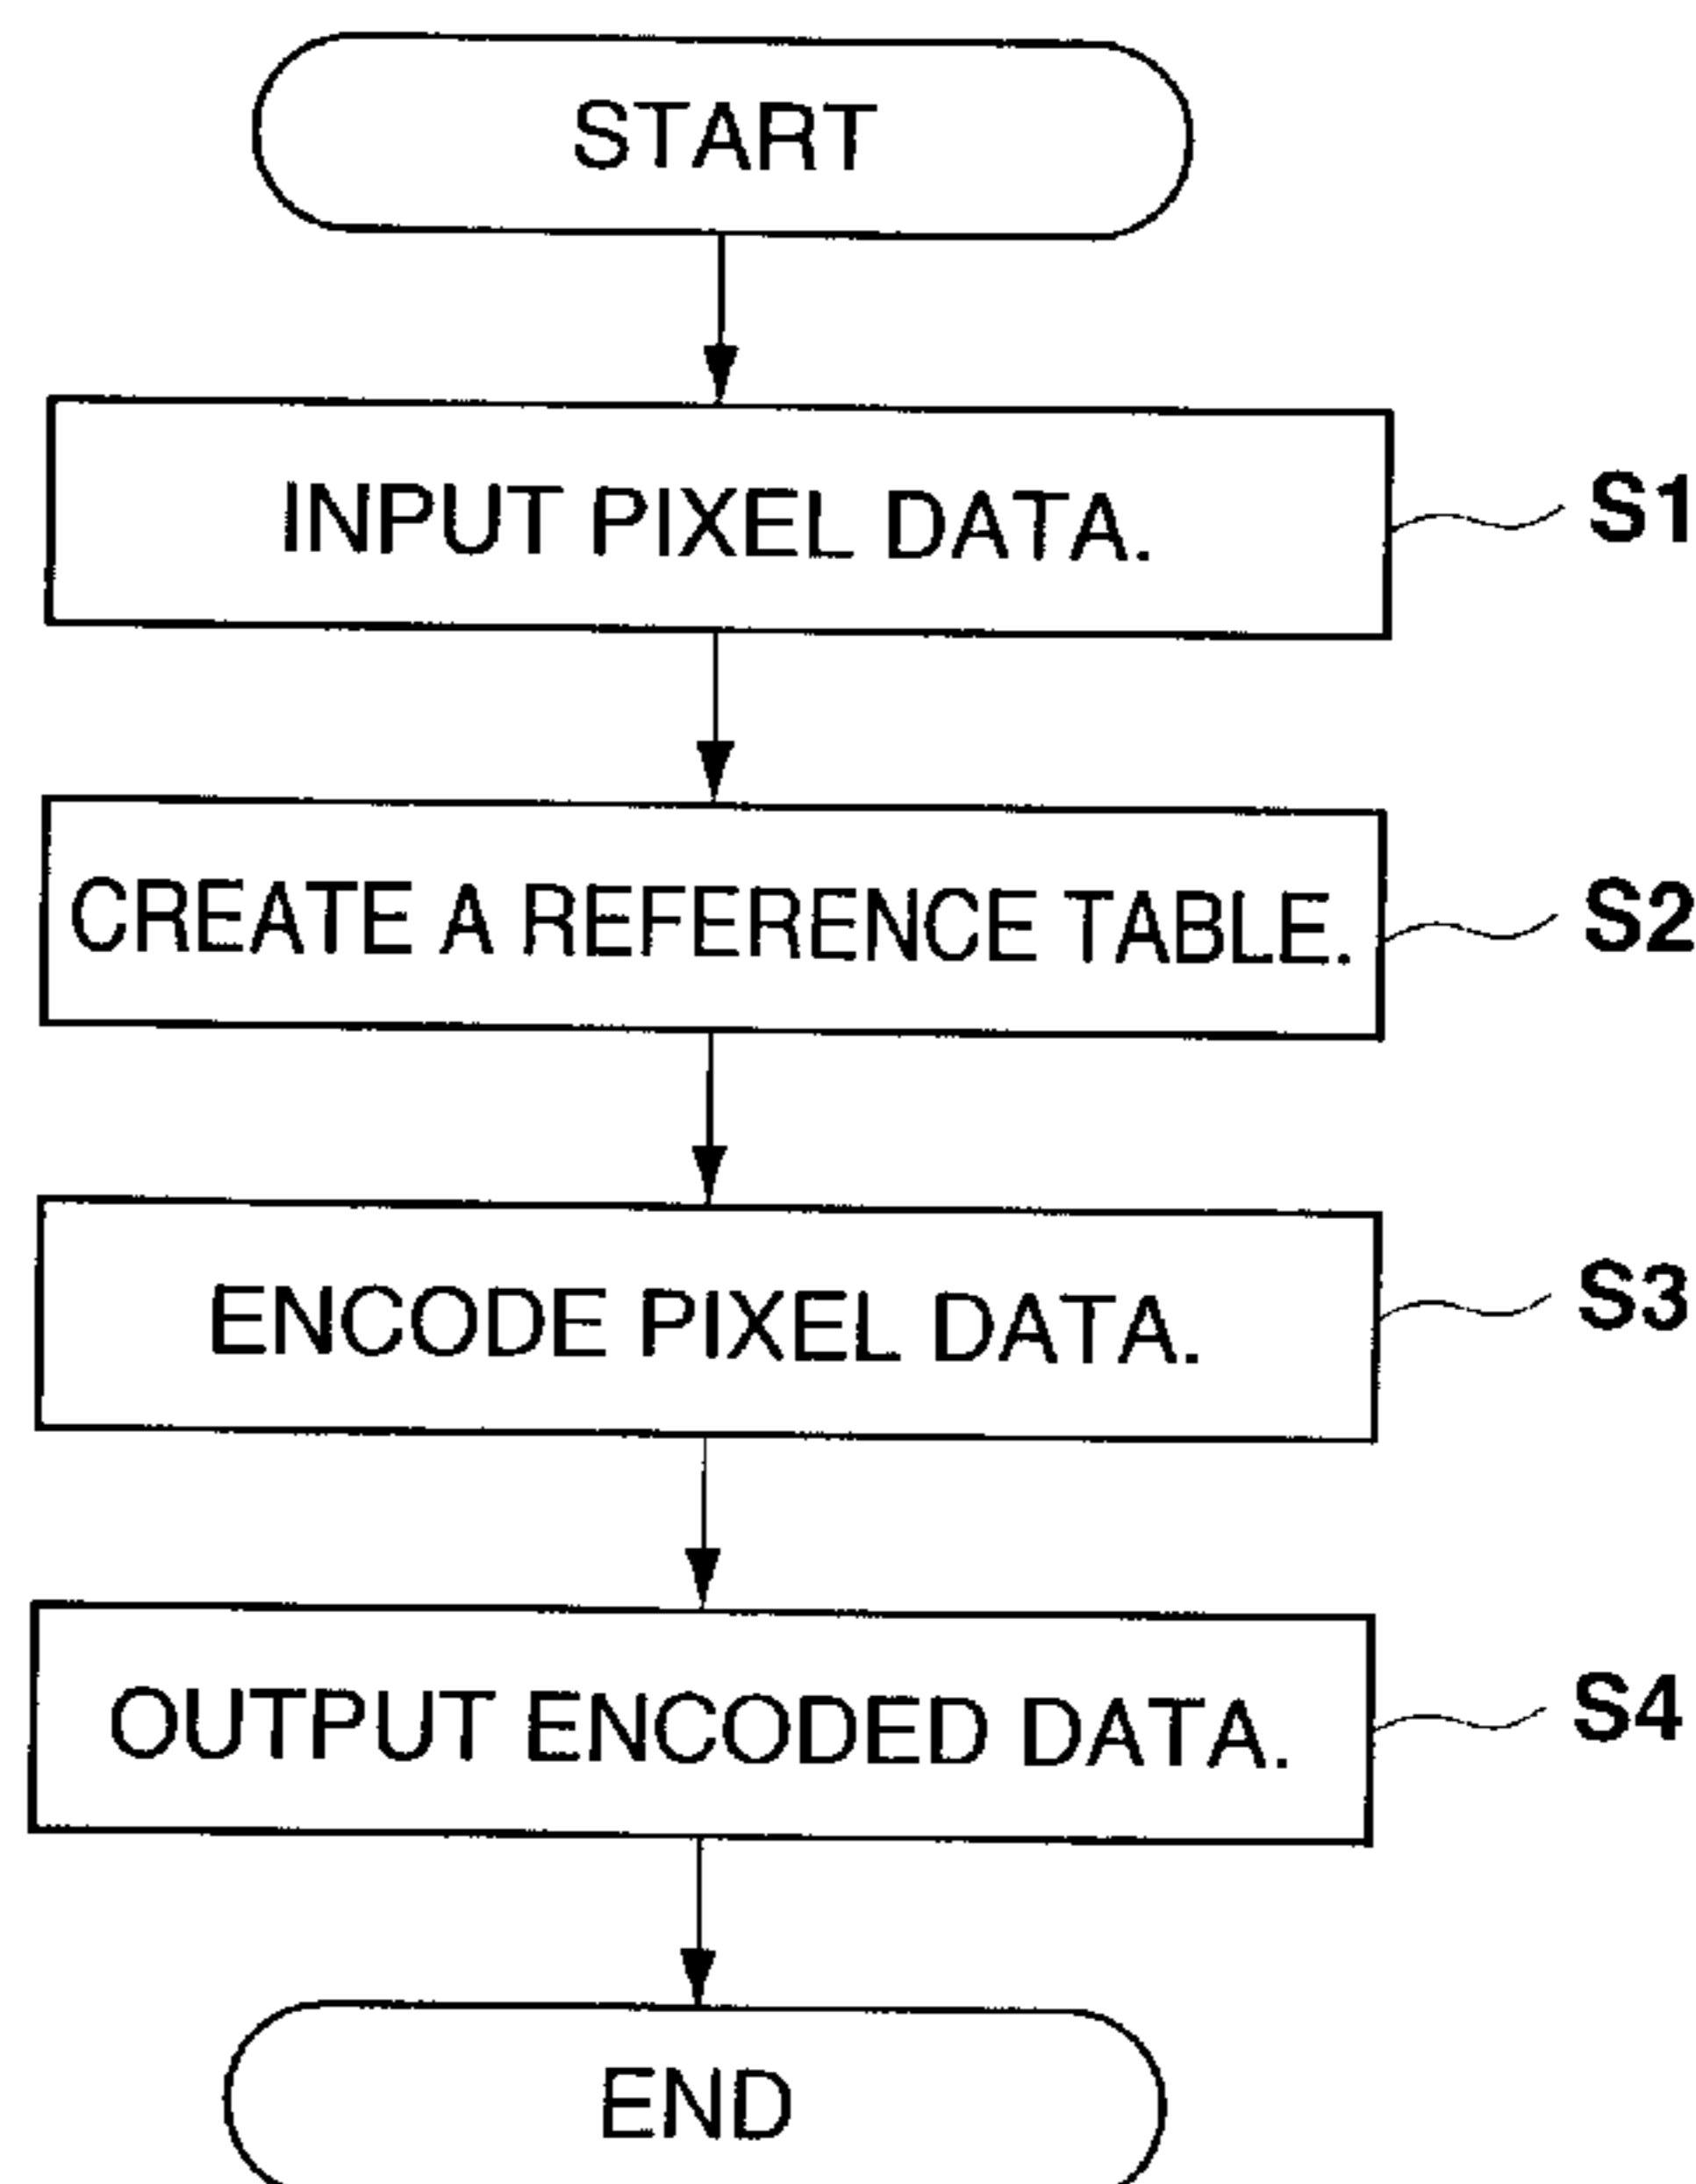 START
INPUT PIXEL DATA.
S1
CREATE A REFERENCE TABLE.
S2
ENCODE PIXEL DATA.
S3
OUTPUT ENCODED DATA.
S4
END